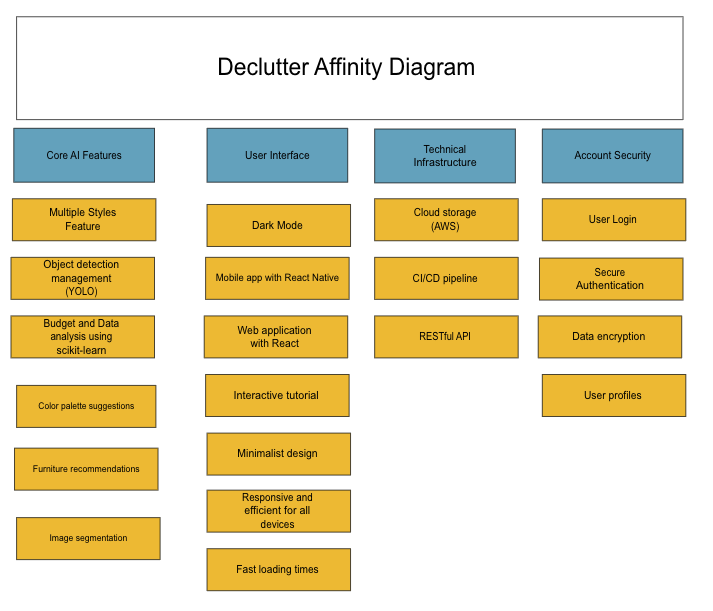 Declutter Affinity Diagram
Core AI Features
Multiple Styles
Feature
Object detection
management
(YOLO)
Budget and Data
analysis using
scikit-learn
Color palette suggestions
Furniture recommendations
Image segmentation
User Interface
Dark Mode
Mobile app with React Native
Web application
with React
Interactive tutorial
Minimalist design
Responsive and
efficient for all
devices
Fast loading times
Technical
Infrastructure
Cloud storage
(AWS)
CI/CD pipeline
RESTful API
Account Security
User Login
Secure
Authentication
Data encryption
User profiles